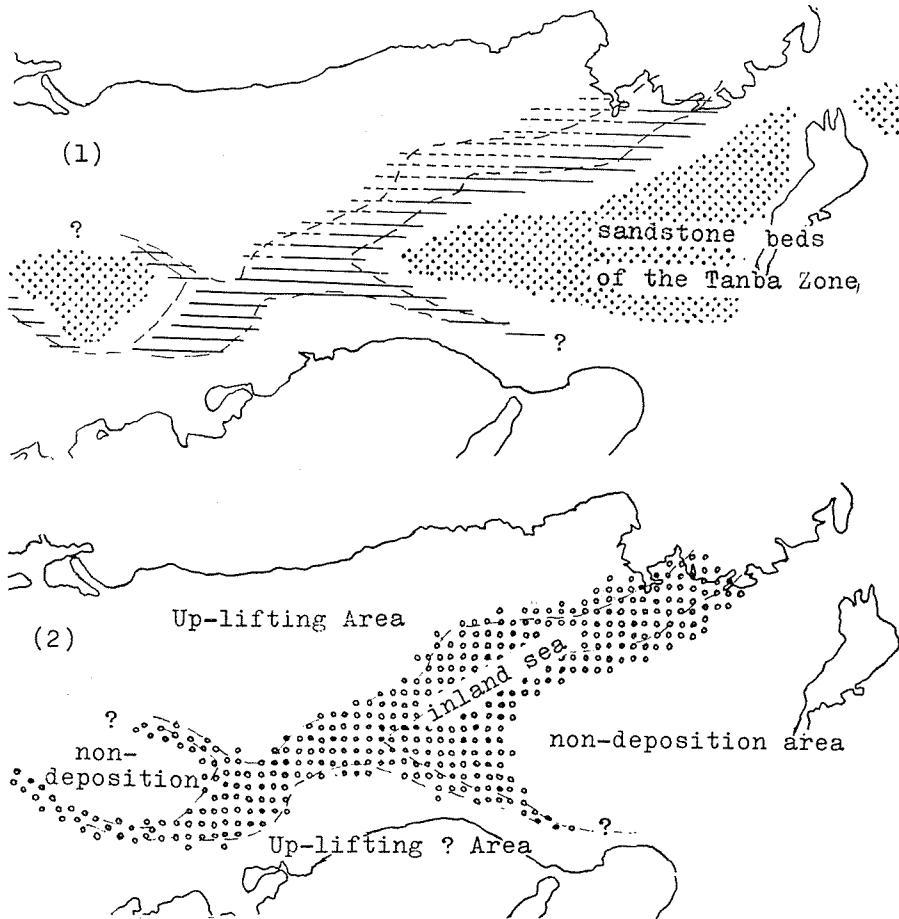 (1)
?
sandstone beds
of the Tanba Zone
?
Up-lifting Area
(2)
inland sea
?
non-deposition area
non-
deposition
?
Up-lifting ? Area